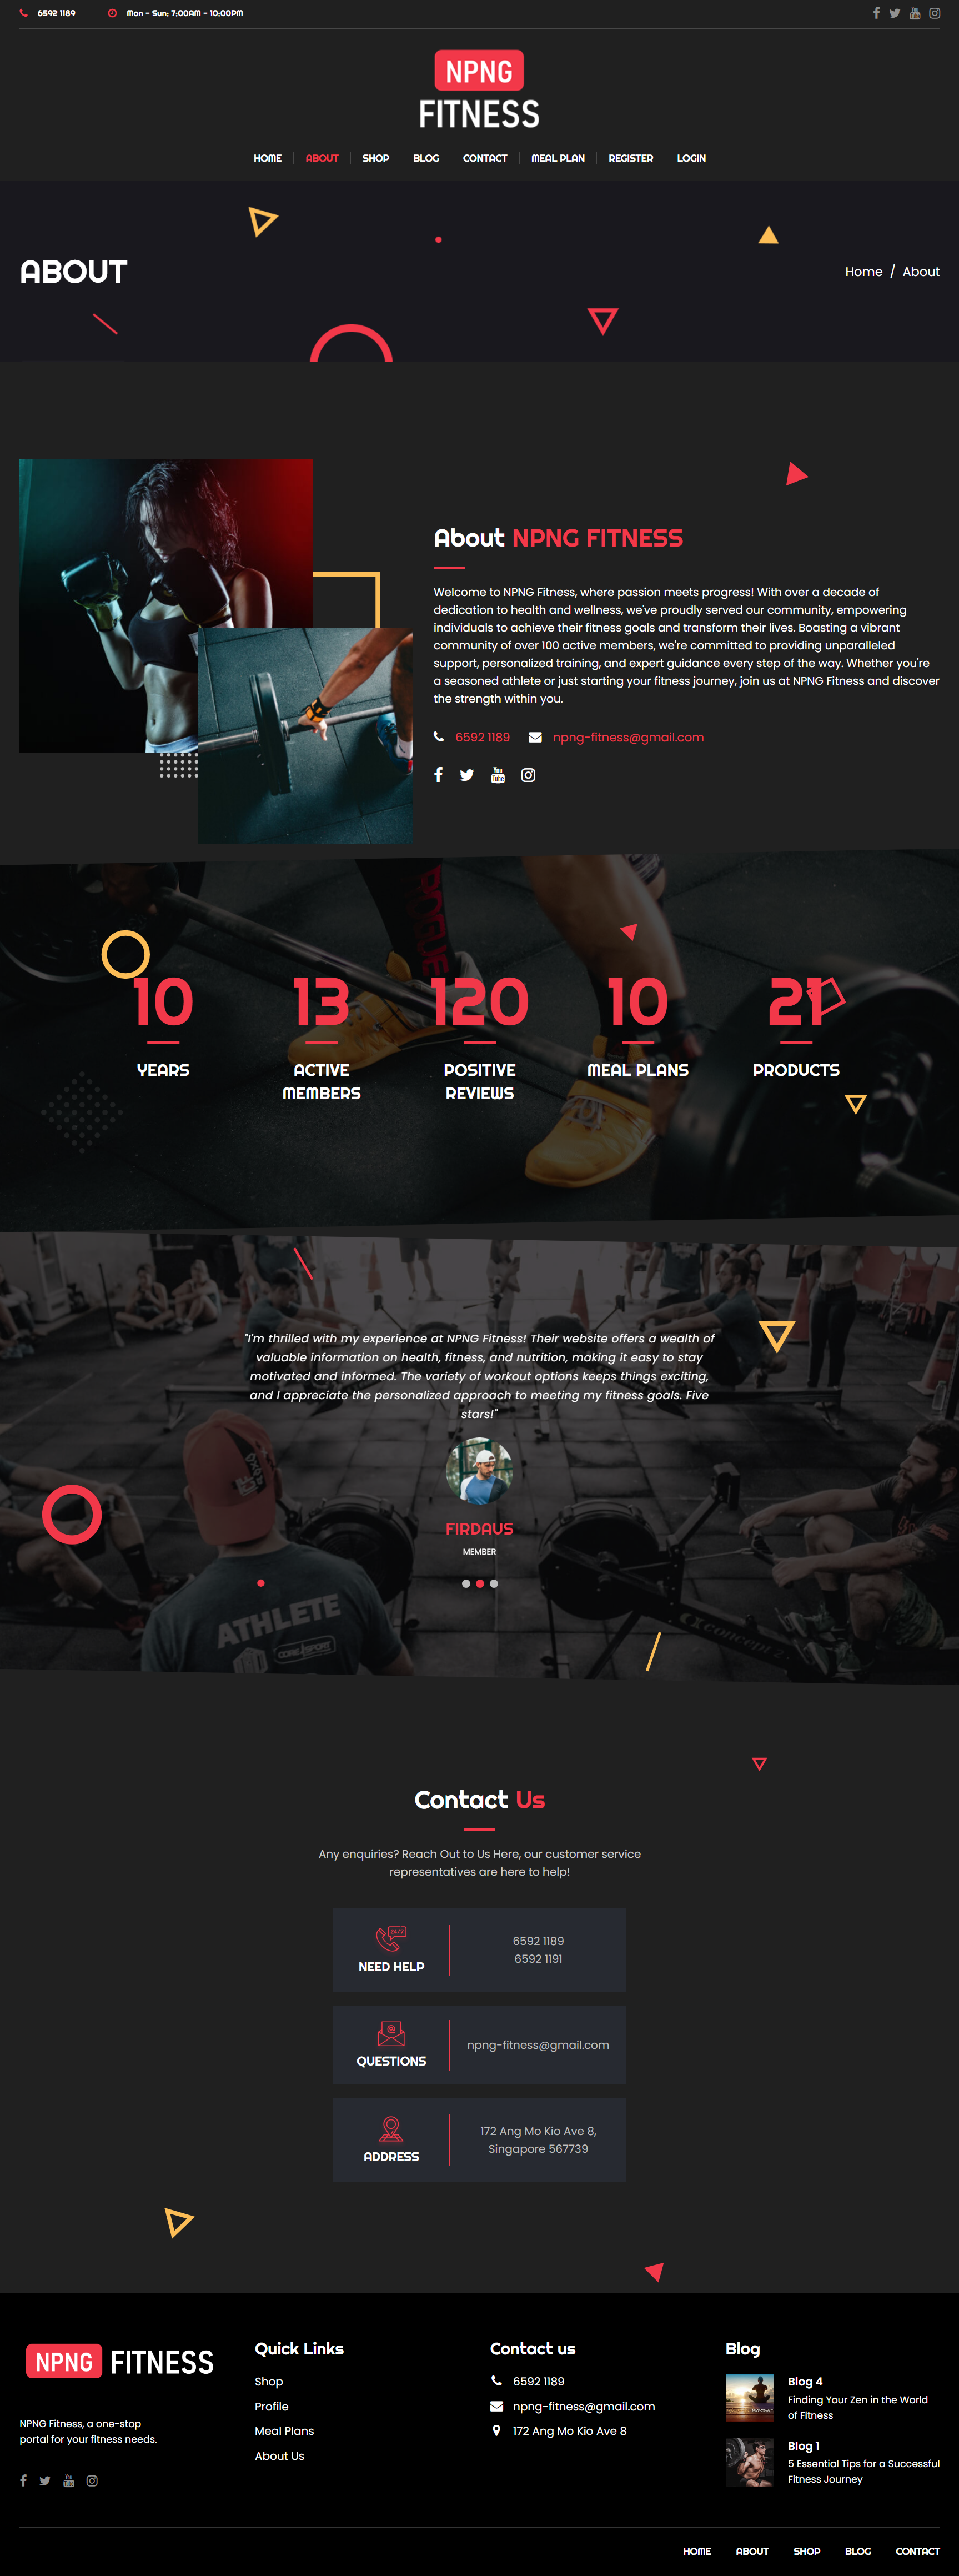 6592 1189
Mon - Sun: 7:00AM - 10:00PM
NPNG
FITNESS
HOME
ABOUT
SHOP
BLOG
CONTACT
MEAL PLAN
REGISTER
LOGIN
ABOUT
Home / About
About NPNG FITNESS
Welcome to NPNG Fitness, where passion meets progress! With over a decade of
dedication to health and wellness, we've proudly served our community, empowering
individuals to achieve their fitness goals and transform their lives. Boasting a vibrant
community of over 100 active members, we're committed to providing unparalleled
support, personalized training, and expert guidance every step of the way. Whether you're
a seasoned athlete or just starting your fitness journey, join us at NPNG Fitness and discover
the strength within you.
6592 1189
npng-fitness@gmail.com
ROGUE
10
YEARS
13
ACTIVE
MEMBERS
120
POSITIVE
REVIEWS
10
MEAL PLANS
21
PRODUCTS
"I'm thrilled with my experience at NPNG Fitness! Their website offers a wealth of
valuable information on health, fitness, and nutrition, making it easy to stay
motivated and informed. The variety of workout options keeps things exciting,
and I appreciate the personalized approach to meeting my fitness goals. Five
stars!"
FIRDAUS
MEMBER
ATHLETE
Contact Us
Any enquiries? Reach Out to Us Here, our customer service
representatives are here to help!
24/7
NEED HELP
6592 1189
6592 1191
QUESTIONS
npng-fitness@gmail.com
ADDRESS
172 Ang Mo Kio Ave 8,
Singapore 567739
NPNG FITNESS
NPNG Fitness, a one-stop
portal for your fitness needs.
Quick Links
Shop
Profile
Meal Plans
About Us
Contact us
6592 1189
npng-fitness@gmail.com
172 Ang Mo Kio Ave 8
Blog
Blog 4
Finding Your Zen in the World
of Fitness
Blog 1
5 Essential Tips for a Successful
Fitness Journey
HOME
ABOUT
SHOP
BLOG
CONTACT